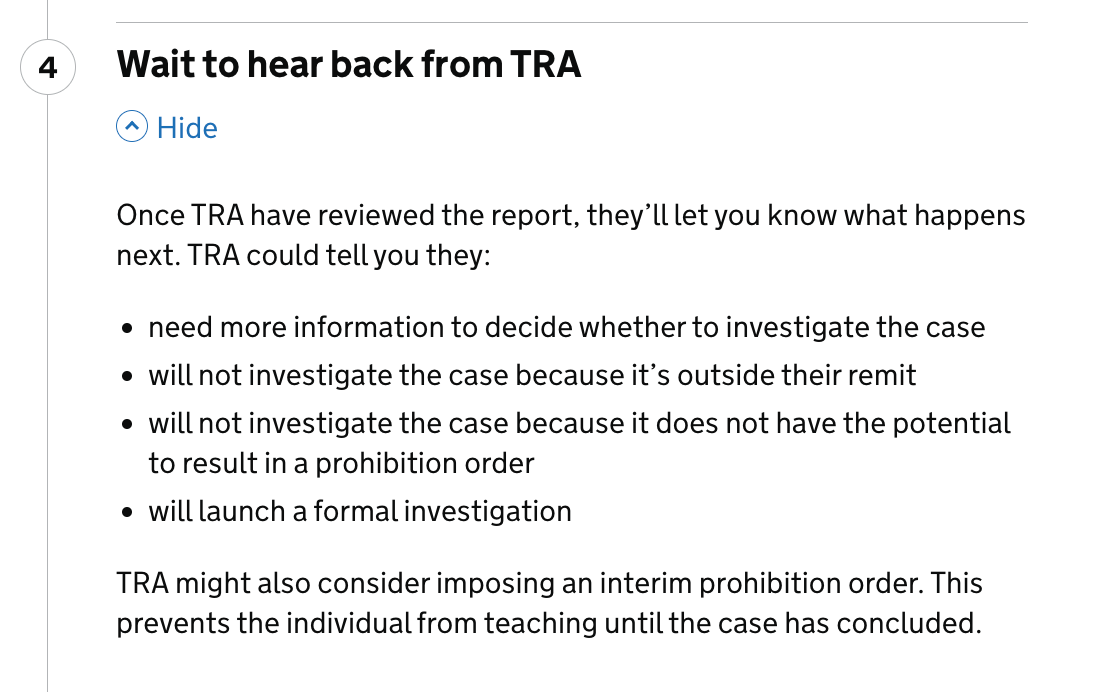 4
Wait to hear back from TRA
Hide
Once TRA have reviewed the report, they’ll let you know what happens
next. TRA could tell you they:
• need more information to decide whether to investigate the case
• will not investigate the case because it’s outside their remit
• will not investigate the case because it does not have the potential
to result in a prohibition order
• will launch a formal investigation
TRA might also consider imposing an interim prohibition order. This
prevents the individual from teaching until the case has concluded.